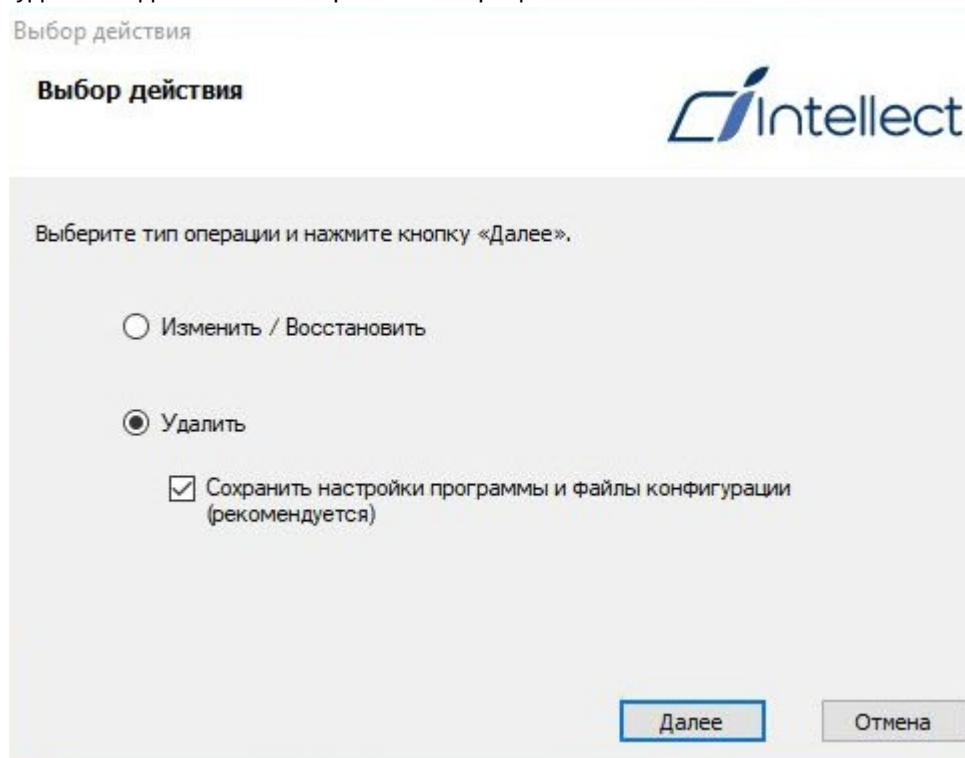 Выбор действия
Выбор действия
Intellect
Выберите тип операции и нажмите кнопку «Далее».
Изменить / Восстановить
Удалить
Сохранить настройки программы и файлы конфигурации
(рекомендуется)
Далее
Отмена